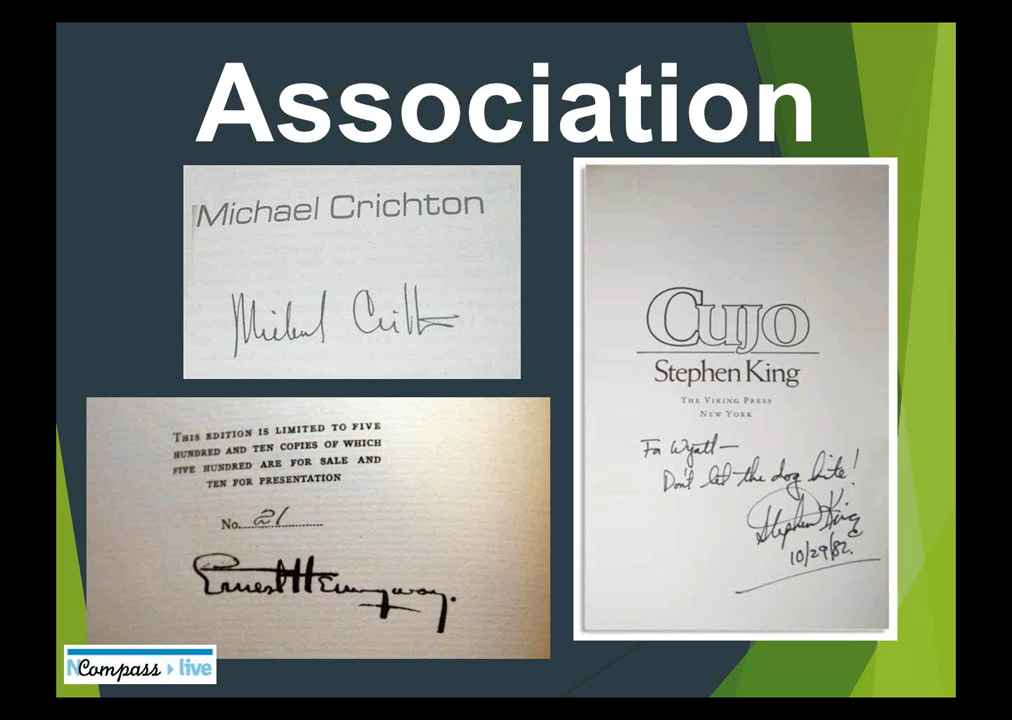 Association
Michael Crichton
Michael Crichton
THIS EDITION IS LIMITED TO FIVE
HUNDRED AND TEN COPIES OF WHICH
FIVE HUNDRED ARE FOR SALE AND
TEN FOR PRESENTATION
No. 21
Ernest Hemingway.
CUJO
Stephen King
THE VIKING PRESS
NEW YORK
For Wyatt—
Don't let the dog bite!
Stephen King
10/29/82.
NCompass live